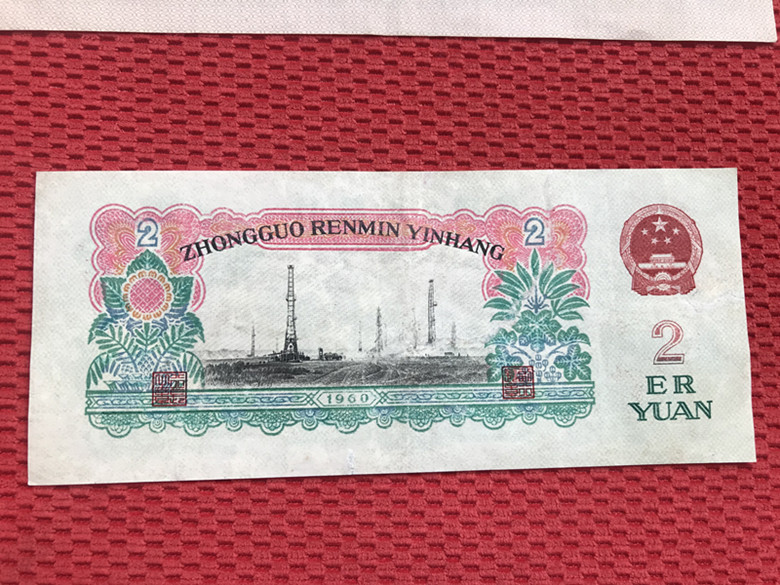 2
ZHONGGUO RENMIN YINHANG
2
2
ER
YUAN
1960